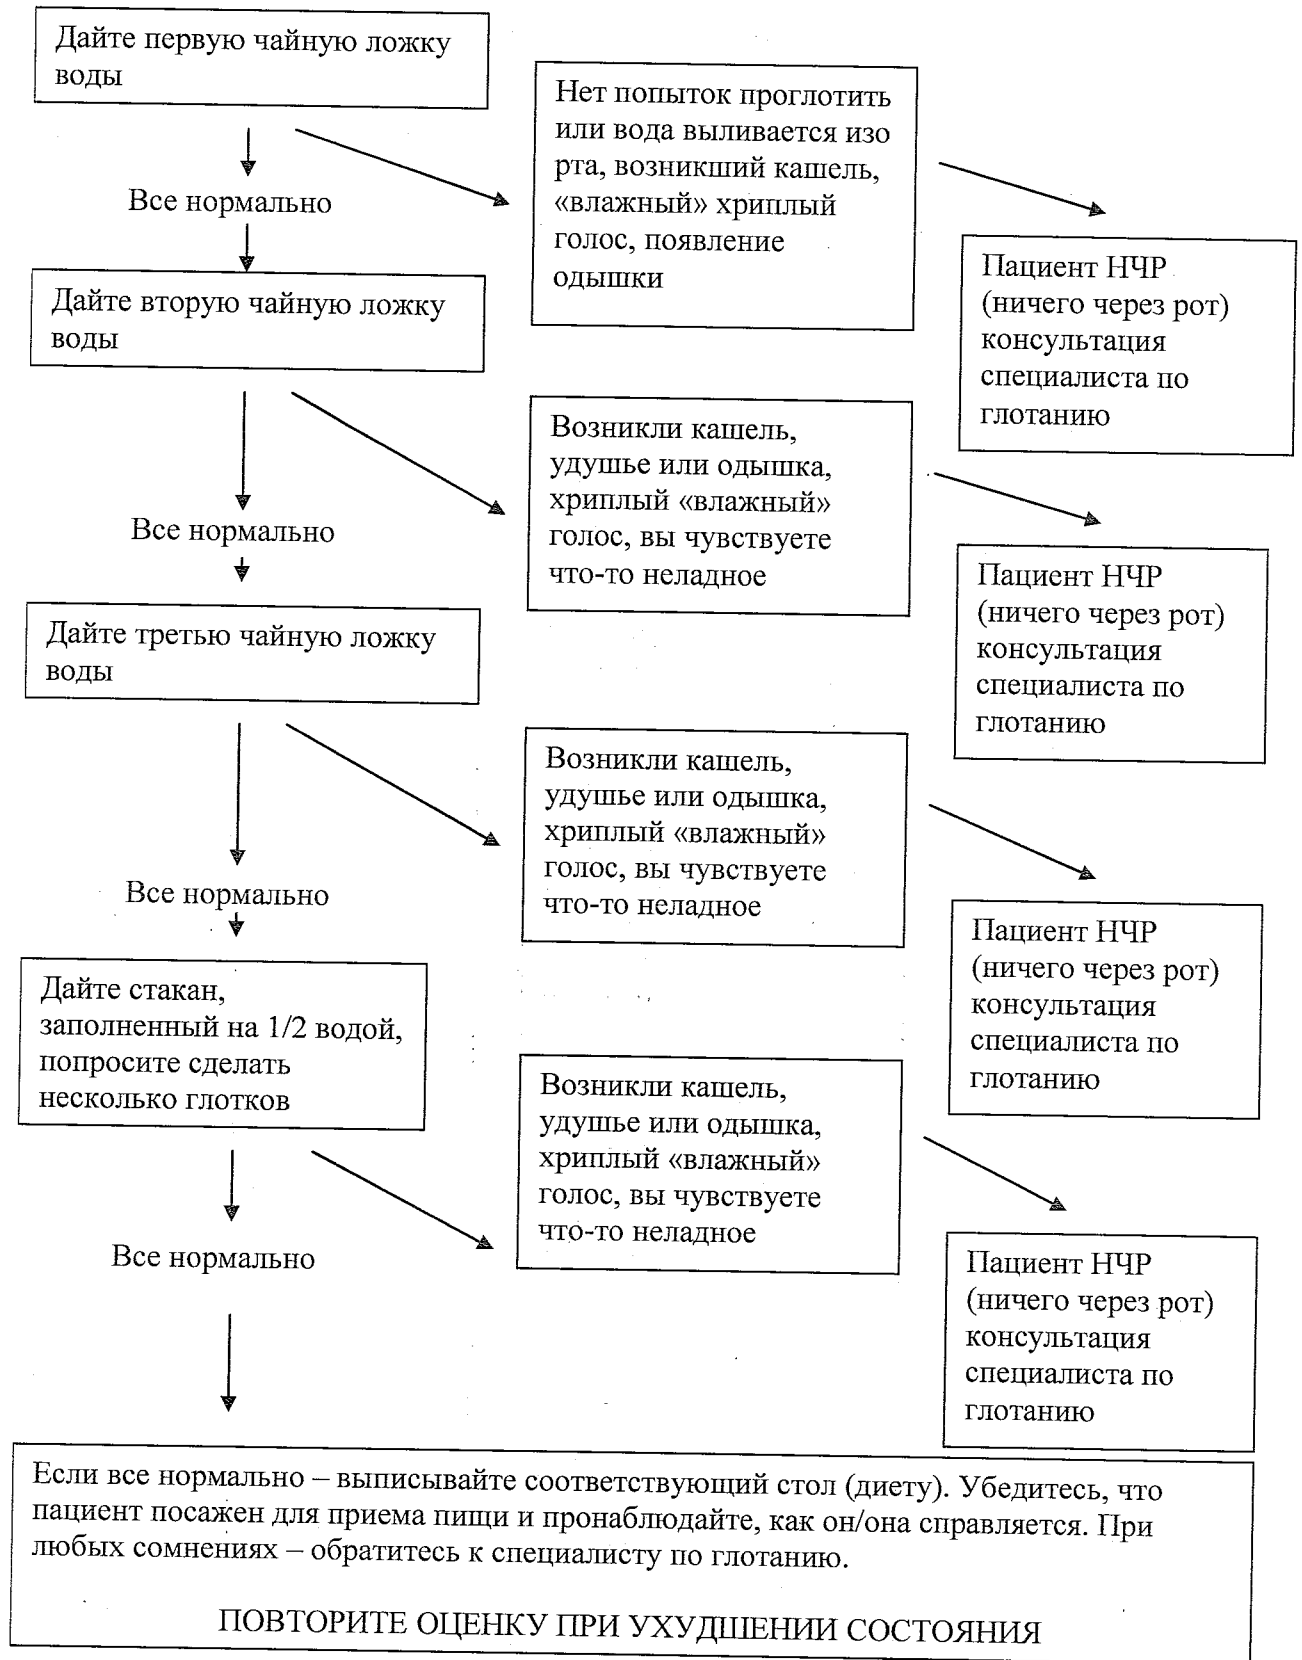 Дайте первую чайную ложку
воды
Нет попыток проглотить
или вода выливается изо
рта, возникший кашель,
«влажный» хриплый
голос, появление
одышки
Пациент НЧР
(ничего через рот)
консультация
специалиста по
глотанию
Все нормально
Дайте вторую чайную ложку
воды
Возникли кашель,
удушье или одышка,
хриплый «влажный»
голос, вы чувствуете
что-то неладное
Пациент НЧР
(ничего через рот)
консультация
специалиста по
глотанию
Все нормально
Дайте третью чайную ложку
воды
Возникли кашель,
удушье или одышка,
хриплый «влажный»
голос, вы чувствуете
что-то неладное
Пациент НЧР
(ничего через рот)
консультация
специалиста по
глотанию
Все нормально
Дайте стакан,
заполненный на 1/2 водой,
попросите сделать
несколько глотков
Возникли кашель,
удушье или одышка,
хриплый «влажный»
голос, вы чувствуете
что-то неладное
Пациент НЧР
(ничего через рот)
консультация
специалиста по
глотанию
Все нормально
Если все нормально – выписывайте соответствующий стол (диету). Убедитесь, что
пациент посажен для приема пищи и пронаблюдайте, как он/она справляется. При
любых сомнениях – обратитесь к специалисту по глотанию.
ПОВТОРИТЕ ОЦЕНКУ ПРИ УХУДШЕНИИ СОСТОЯНИЯ